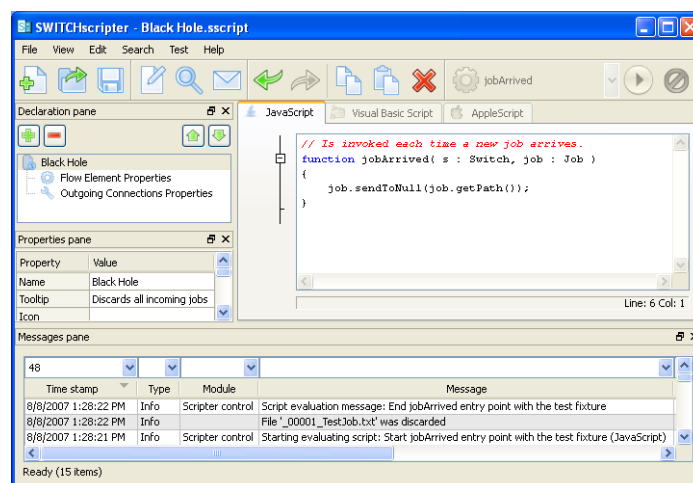 SWITCHscripter - Black Hole.sscript
File View Edit Search Test Help
jobArrived
Declaration pane
JavaScript Visual Basic Script AppleScript
Black Hole
Flow Element Properties
Outgoing Connections Properties
// Is invoked each time a new job arrives.
function jobArrived( s : Switch, job : Job )
{
job.sendToNull(job.getPath());
}
Properties pane
Property Value
Name Black Hole
Tooltip Discards all incoming jobs
Icon
Line: 6 Col: 1
Messages pane
48
Time stamp Type Module Message
8/8/2007 1:28:22 PM Info Scripter control Script evaluation message: End jobArrived entry point with the test fixture
8/8/2007 1:28:22 PM Info File '_00001_TestJob.txt' was discarded
8/8/2007 1:28:21 PM Info Scripter control Starting evaluating script: Start jobArrived entry point with the test fixture (JavaScript)
Ready (15 items)